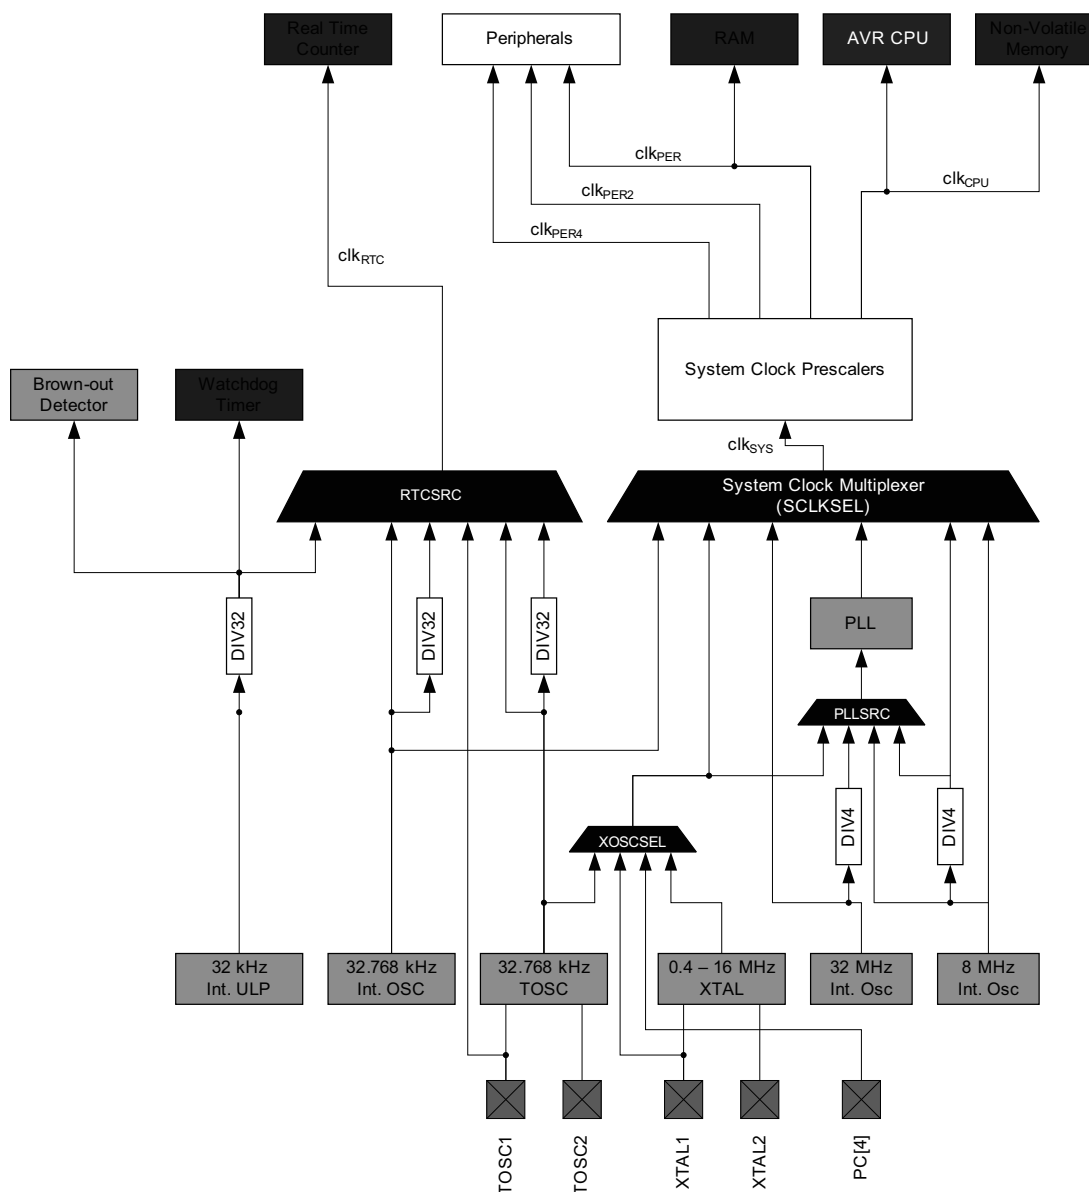 Real Time
Counter
Peripherals
RAM
AVR CPU
Non-Volatile
Memory
clkPER
clkPER2
clkCPU
clkPER4
clkRTC
System Clock Prescalers
Brown-out
Detector
Watchdog
Timer
clkSYS
RTCSRC
System Clock Multiplexer
(SCLKSEL)
DIV32
DIV32
DIV32
PLL
PLLSRC
DIV4
DIV4
XOSCSEL
32 kHz
Int. ULP
32.768 kHz
Int. OSC
32.768 kHz
TOSC
0.4 – 16 MHz
XTAL
32 MHz
Int. Osc
8 MHz
Int. Osc
TOSC1
TOSC2
XTAL1
XTAL2
PC[4]